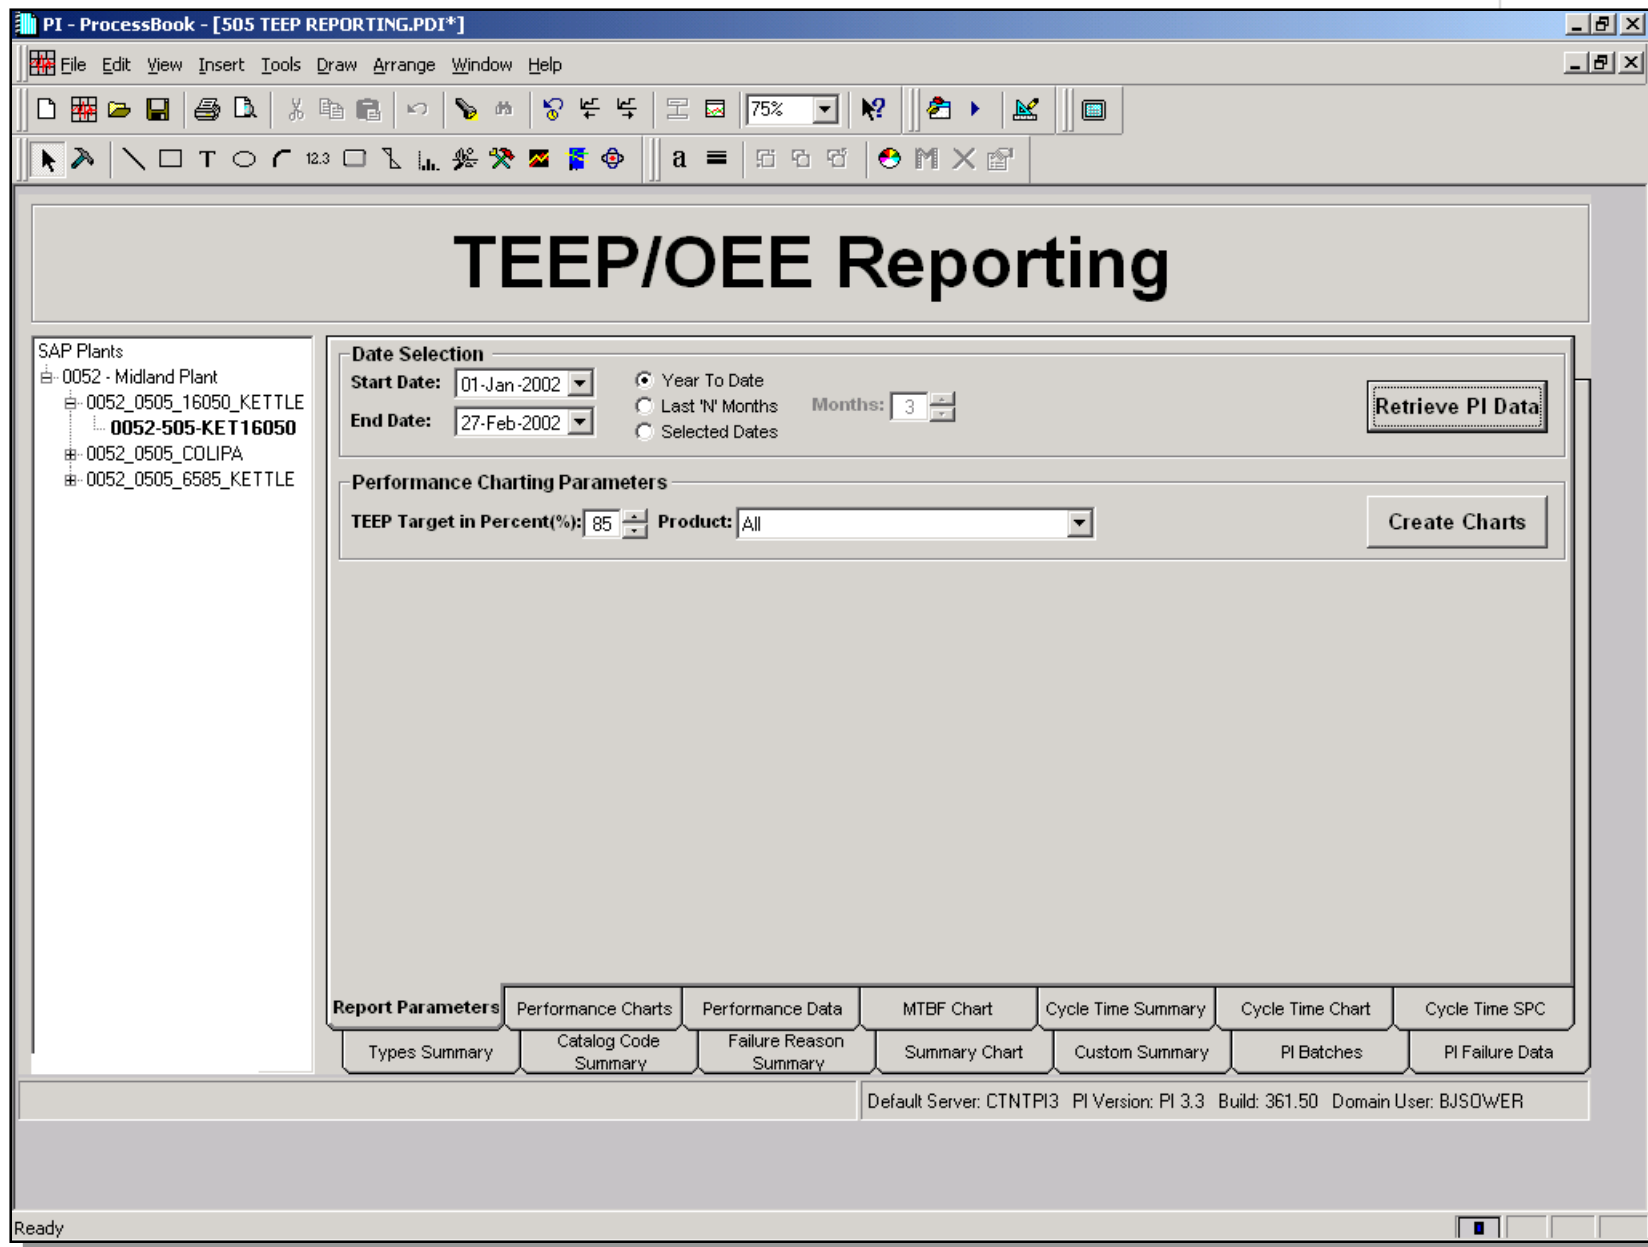 PI - ProcessBook - [505 TEEP REPORTING.PDI*]
File Edit View Insert Tools Draw Arrange Window Help
75%
T 12.3 a
TEEP/OEE Reporting
SAP Plants
0052 - Midland Plant
0052_0505_16050_KETTLE
0052-505-KET16050
0052_0505_COLIPA
0052_0505_6585_KETTLE
Date Selection
Start Date: 01-Jan-2002
End Date: 27-Feb-2002
Year To Date
Last 'N' Months
Selected Dates
Months: 3
Retrieve PI Data
Performance Charting Parameters
TEEP Target in Percent(%): 85 Product: All
Create Charts
Report Parameters Performance Charts Performance Data MTBF Chart Cycle Time Summary Cycle Time Chart Cycle Time SPC
Types Summary Catalog Code Summary Failure Reason Summary Summary Chart Custom Summary PI Batches PI Failure Data
Default Server: CTNTPI3 PI Version: PI 3.3 Build: 361.50 Domain User: BJSOWER
Ready